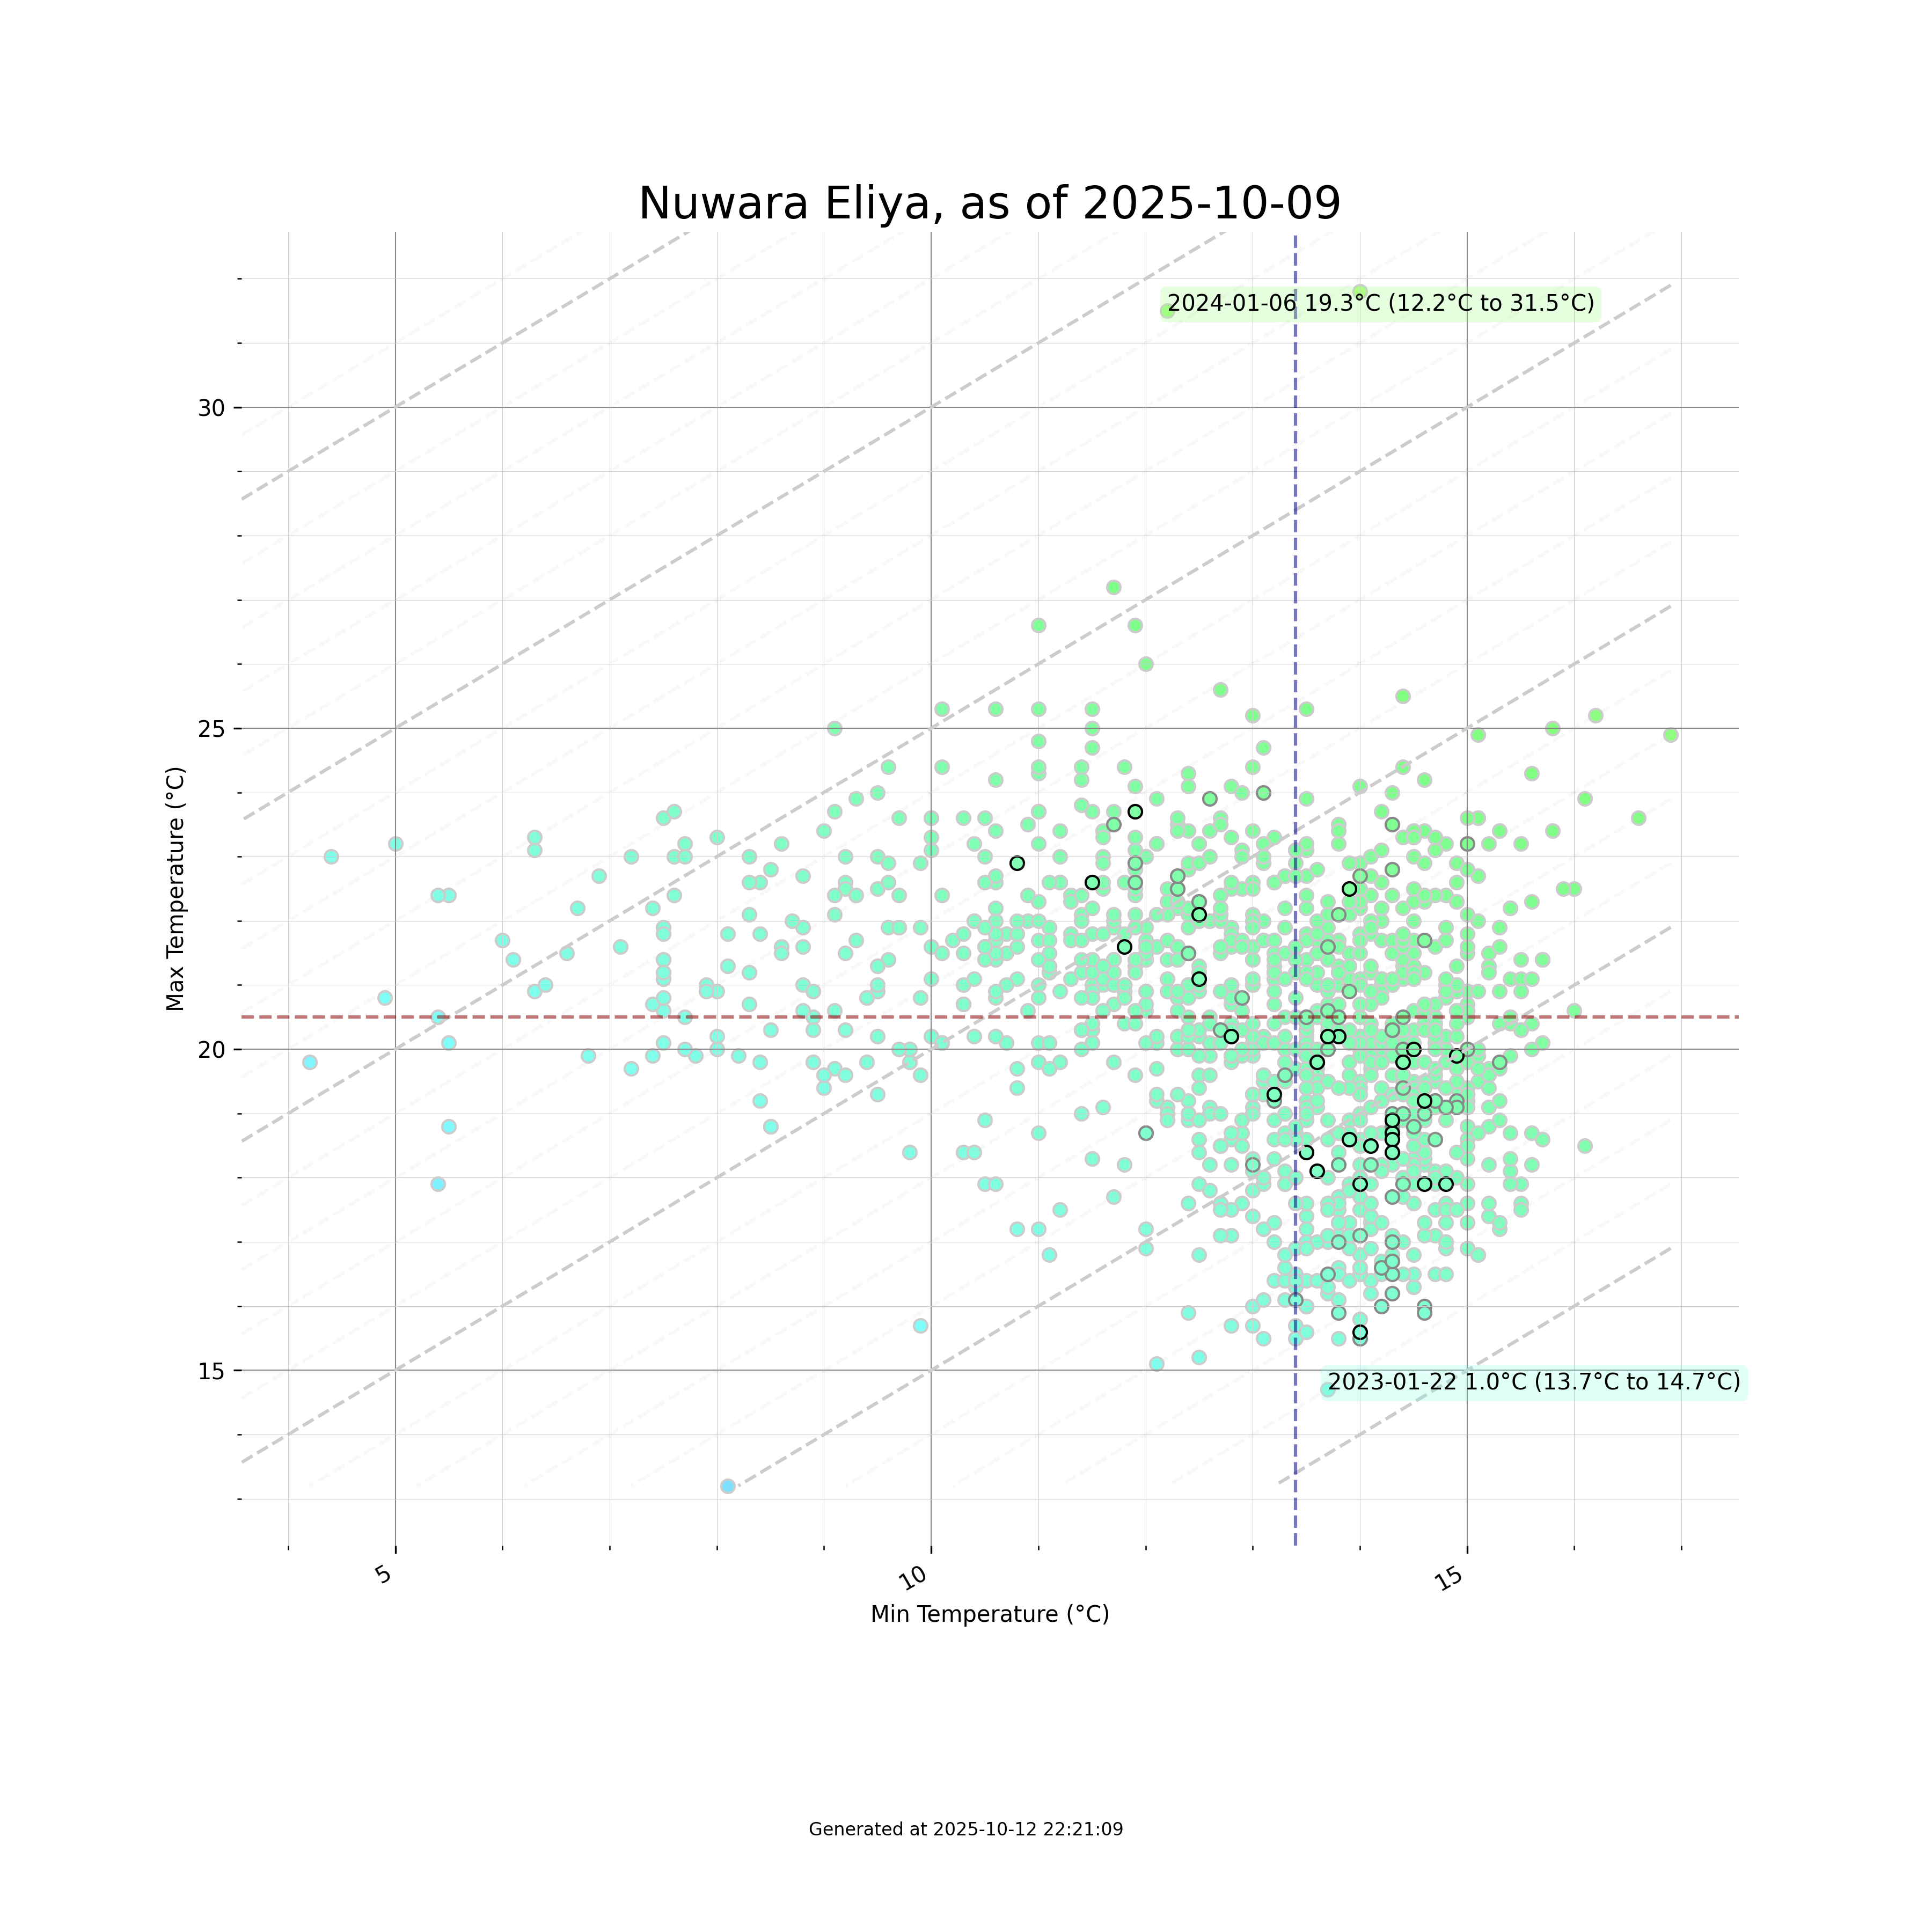 Nuwara Eliya, as of 2025-10-09
2024-01-06 19.3°C (12.2°C to 31.5°C)
30
25
Max Temperature (°C)
20
15
2023-01-22 1.0°C (13.7°C to 14.7°C)
5
10
15
Min Temperature (°C)
Generated at 2025-10-12 22:21:09